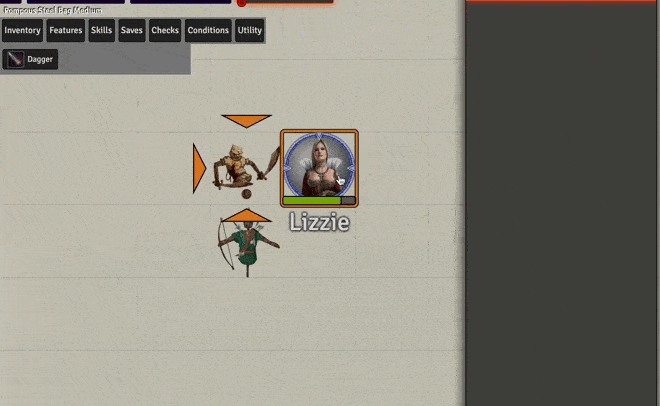 Pompous Steel Bag Medium
Inventory Features Skills Saves Checks Conditions Utility
Dagger
Lizzie